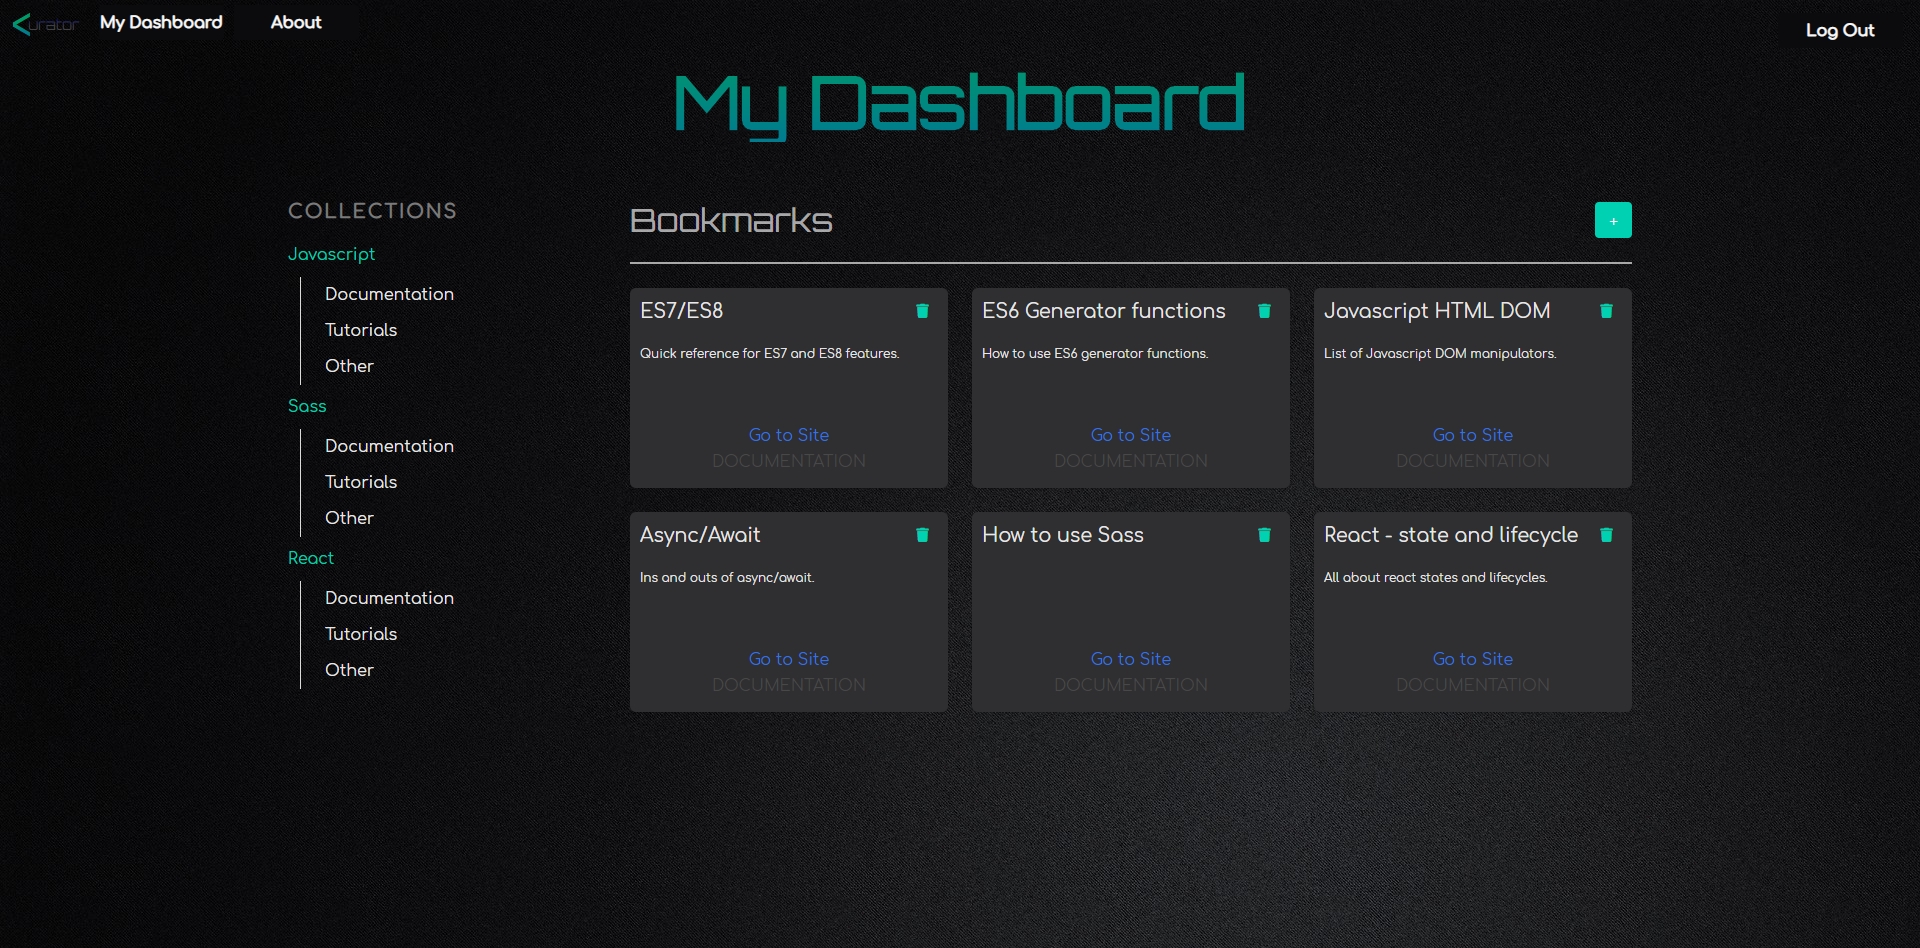 urator
My Dashboard
About
Log Out
My Dashboard
COLLECTIONS
Javascript
Documentation
Tutorials
Other
Sass
Documentation
Tutorials
Other
React
Documentation
Tutorials
Other
Bookmarks
+
ES7/ES8
Quick reference for ES7 and ES8 features.
Go to Site
DOCUMENTATION
ES6 Generator functions
How to use ES6 generator functions.
Go to Site
DOCUMENTATION
Javascript HTML DOM
List of Javascript DOM manipulators.
Go to Site
DOCUMENTATION
Async/Await
Ins and outs of async/await.
Go to Site
DOCUMENTATION
How to use Sass
Go to Site
DOCUMENTATION
React - state and lifecycle
All about react states and lifecycles.
Go to Site
DOCUMENTATION